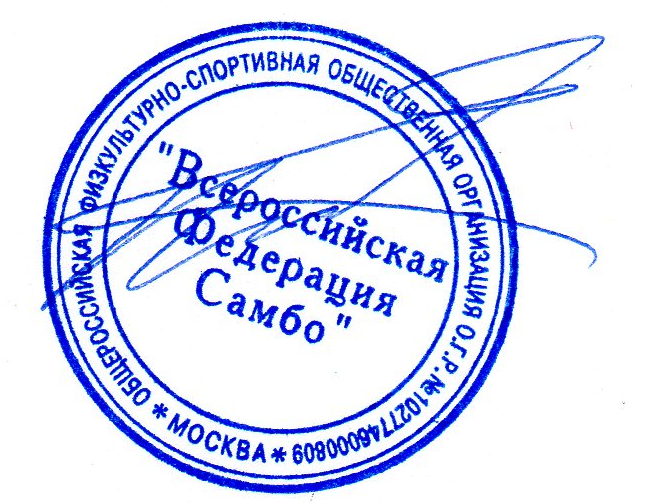 ОБЩЕРОССИЙСКАЯ ФИЗКУЛЬТУРНО-СПОРТИВНАЯ ОБЩЕСТВЕННАЯ ОРГАНИЗАЦИЯ О.Г.Р.№1027746000809
* МОСКВА *
"Всероссийская
Федерация
Самбо"